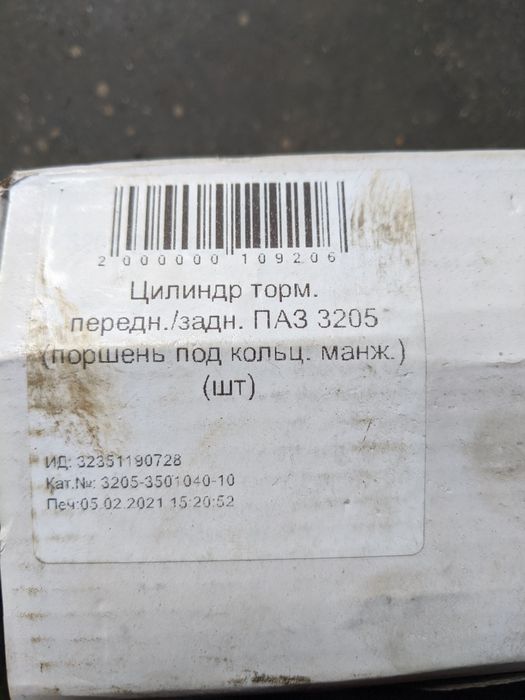 2 000000 109206
Цилиндр торм.
передн./задн. ПАЗ 3205
(поршень под кольц. манж.)
(шт)
ИД: 32351190728
Кат.№: 3205-3501040-10
Печ:05.02.2021 15:20:52